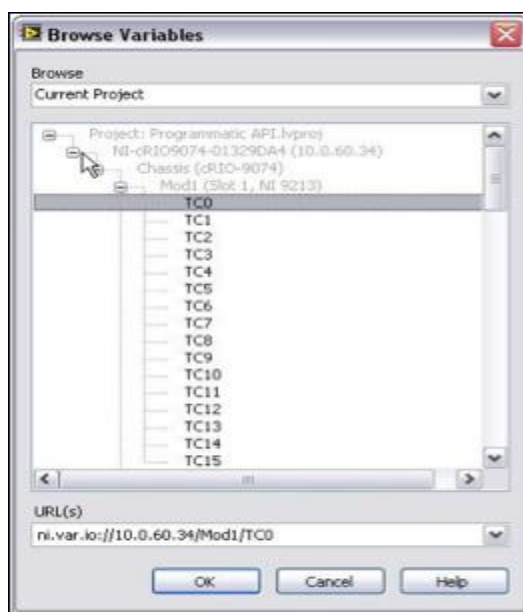 Browse Variables
Browse
Current Project
Project: Programmatic API.lvproj
NI-cRIO9074-01329DA4 (10.0.60.34)
Chassis (cRIO-9074)
Mod1 (Slot 1, NI 9213)
TC0
TC1
TC2
TC3
TC4
TC5
TC6
TC7
TC8
TC9
TC10
TC11
TC12
TC13
TC14
TC15
URL(s)
ni.var.io://10.0.60.34/Mod1/TC0
OK
Cancel
Help